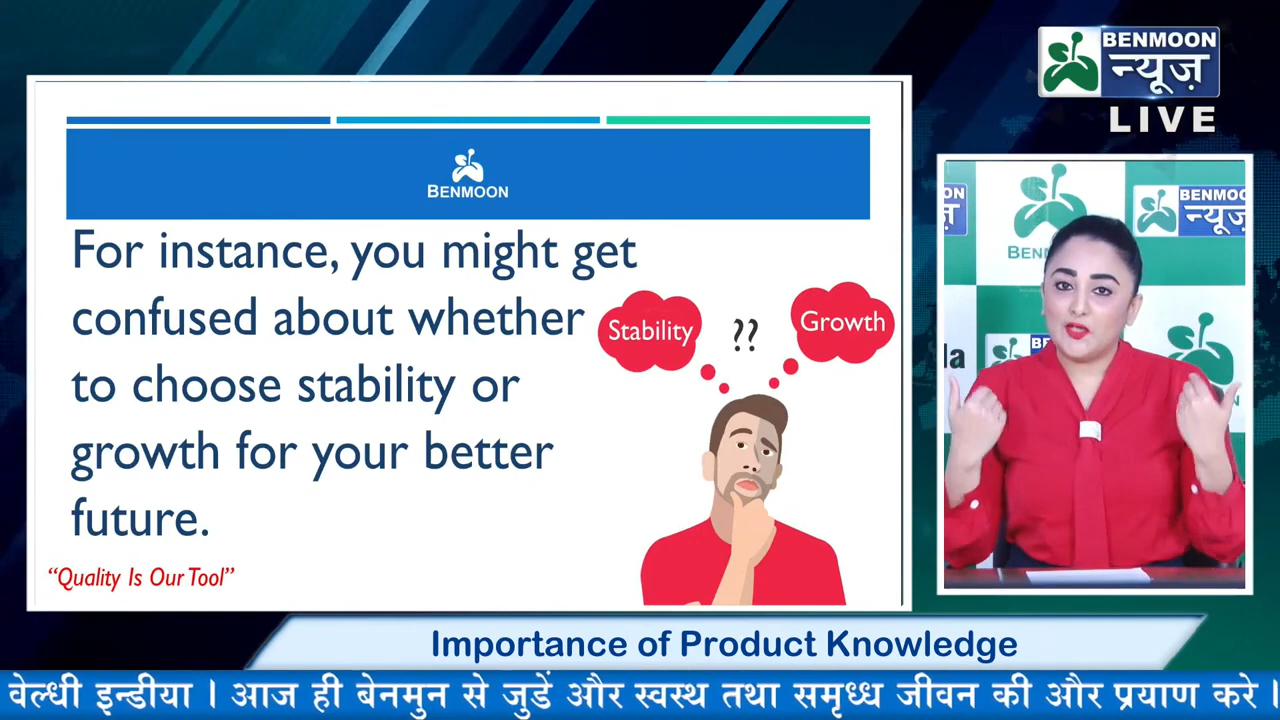 BENMOON
न्यूज़
LIVE
BENMOON
For instance, you might get
confused about whether
to choose stability or
growth for your better
future.
Stability
??
Growth
“Quality Is Our Tool”
BENMOON
Importance of Product Knowledge
वेल्धी इन्डीया । आज ही बेनमुन से जुडें और स्वस्थ तथा समृध्ध जीवन की और प्रयाण करे ।